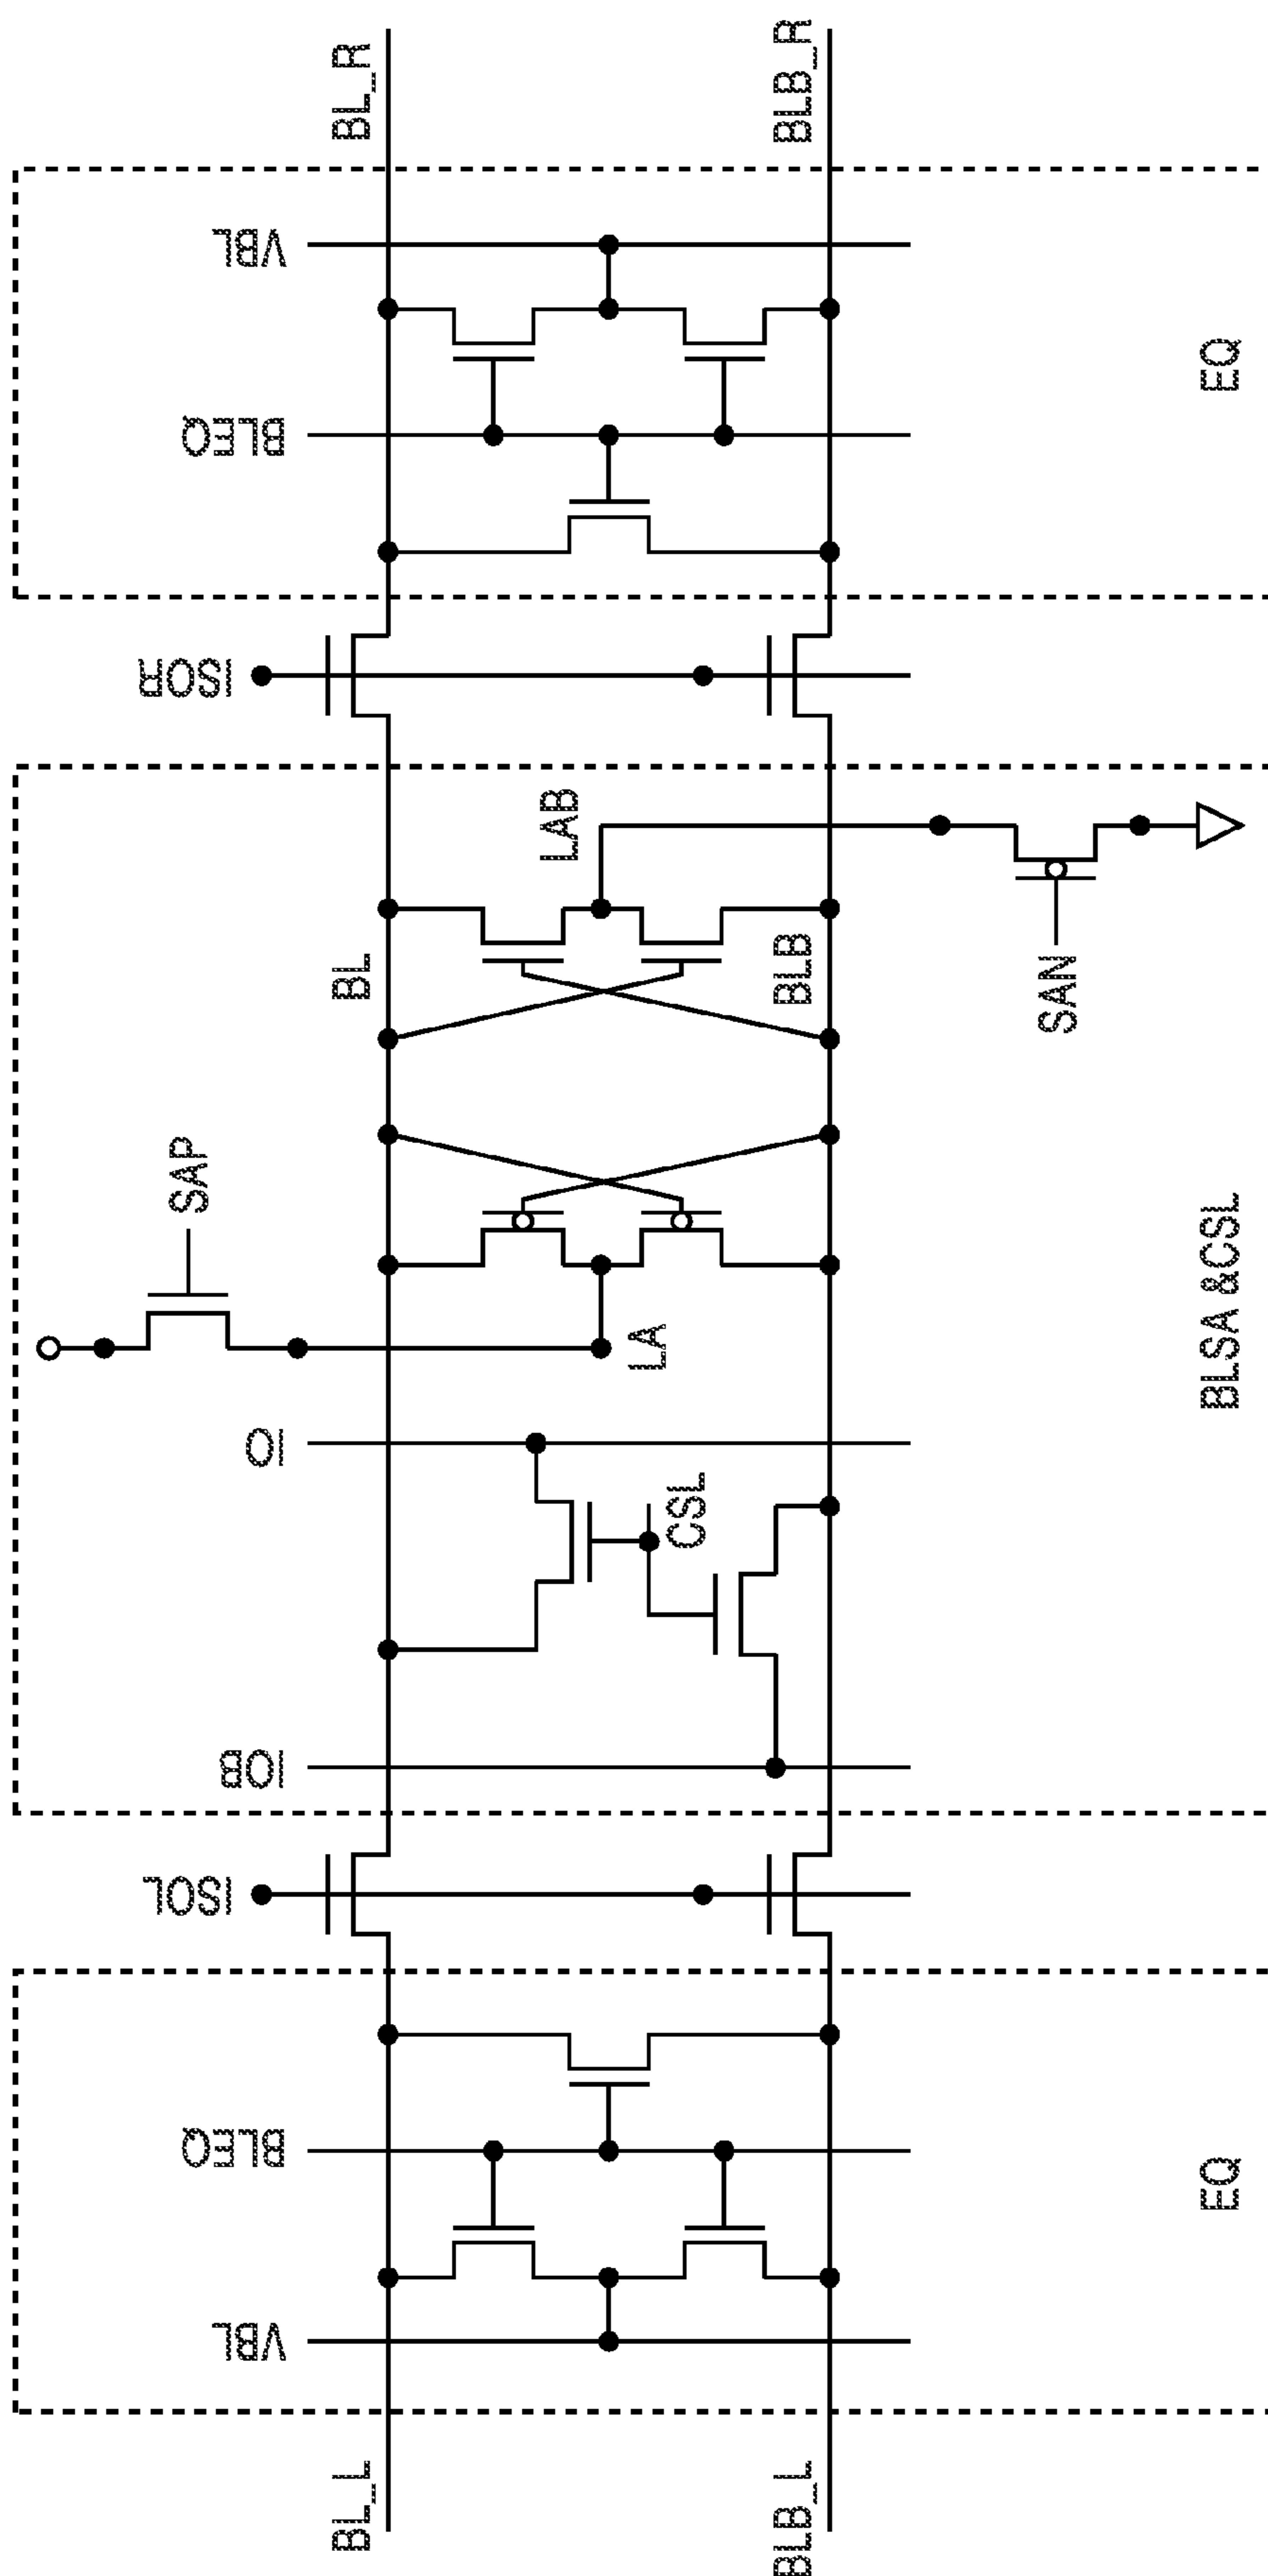 BL_R
BLB_R
VBL
BLEQ
EQ
ISOR
LAB
BL
BLB
SAN
SAP
LA
IO
CSL
BLSA &CSL
IOB
ISOL
BLEQ
EQ
VBL
BL_L
BLB_L